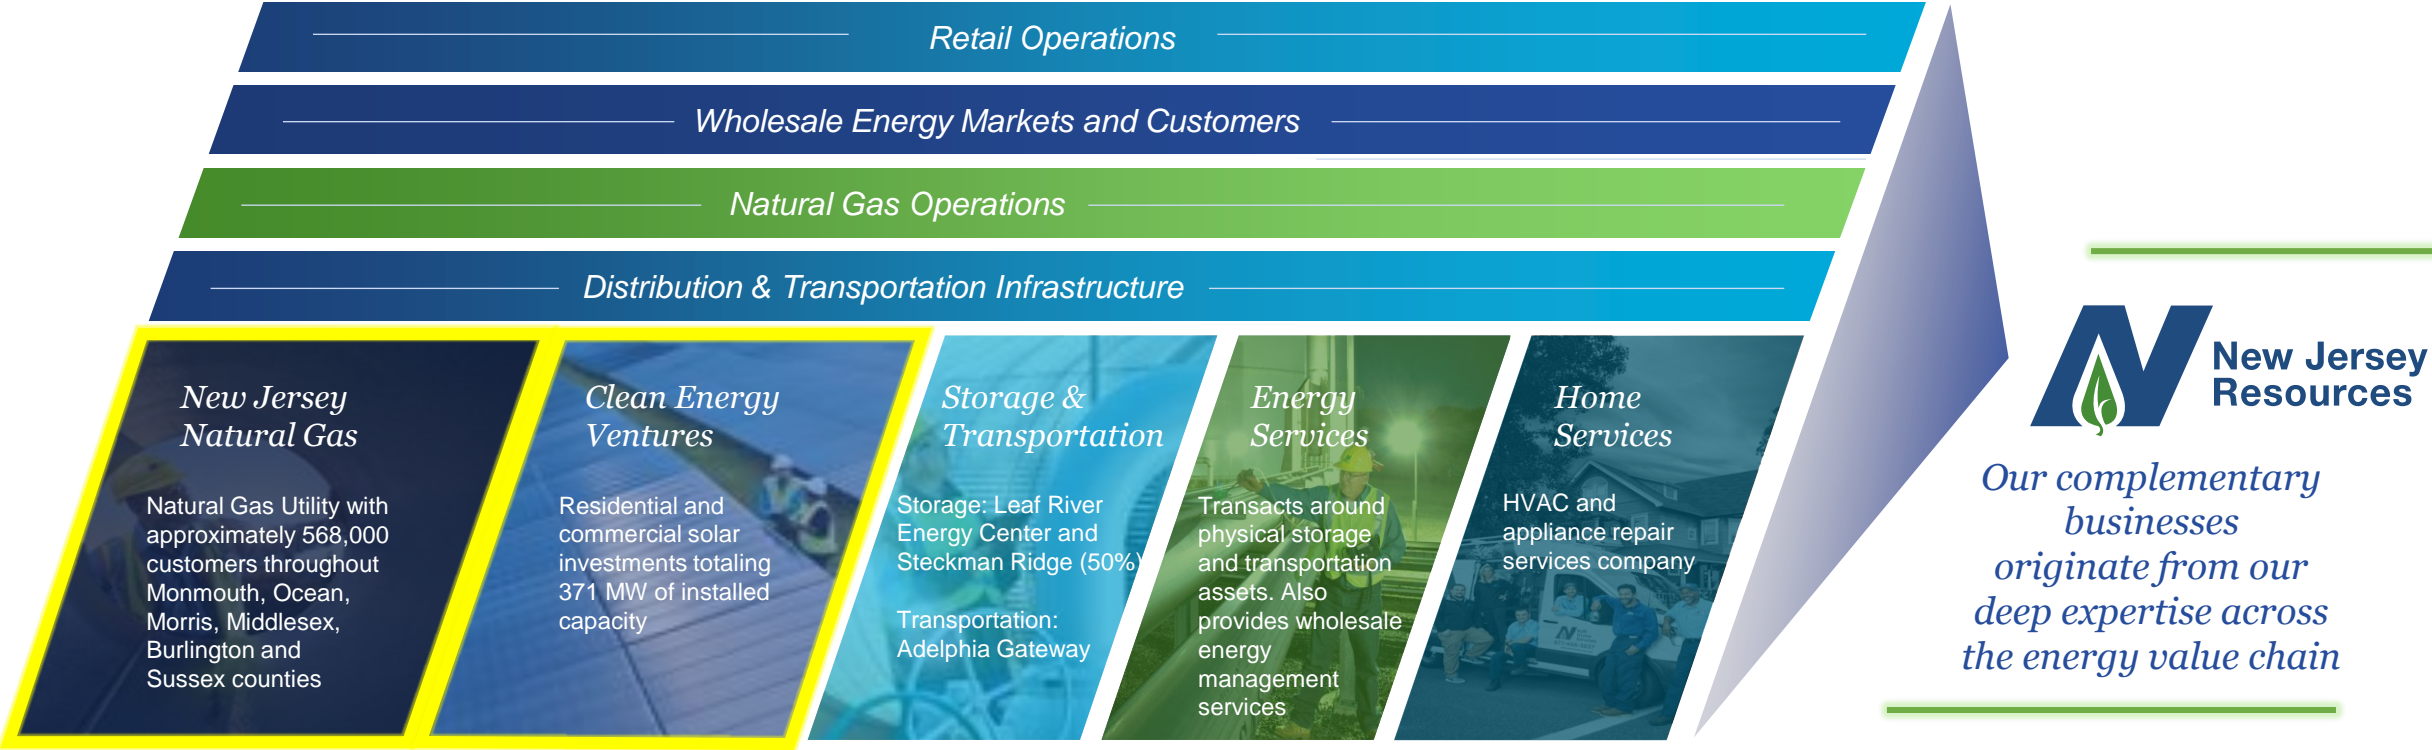 Retail Operations
Wholesale Energy Markets and Customers
Natural Gas Operations
Distribution & Transportation Infrastructure
New Jersey
Natural Gas
Natural Gas Utility with
approximately 568,000
customers throughout
Monmouth, Ocean,
Morris, Middlesex,
Burlington and
Sussex counties
Clean Energy
Ventures
Residential and
commercial solar
investments totaling
371 MW of installed
capacity
Storage &
Transportation
Storage: Leaf River
Energy Center and
Steckman Ridge (50%)
Transportation:
Adelphia Gateway
Energy
Services
Transacts around
physical storage
and transportation
assets. Also
provides wholesale
energy
management
services
Home
Services
HVAC and
appliance repair
services company
New Jersey
Resources
Our complementary
businesses
originate from our
deep expertise across
the energy value chain